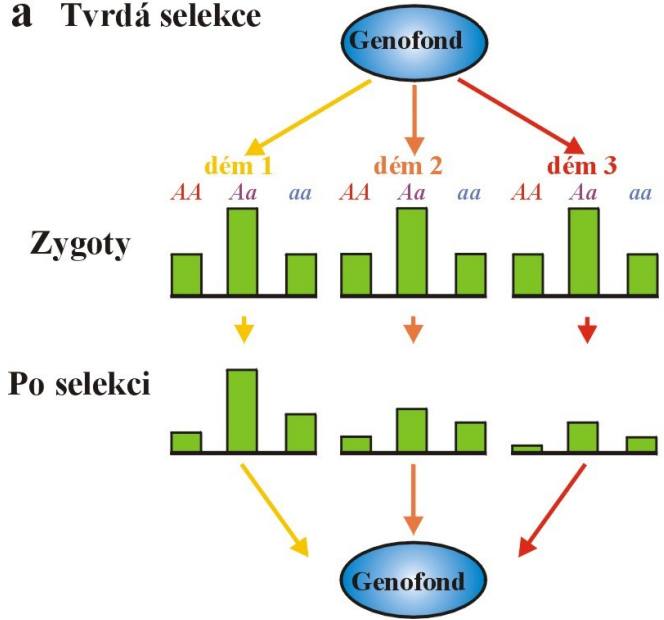 a Tvrdá selekce
Genofond
dém 1 dém 2 dém 3
AA Aa aa AA Aa aa AA Aa aa
Zygoty
Po selekci
Genofond